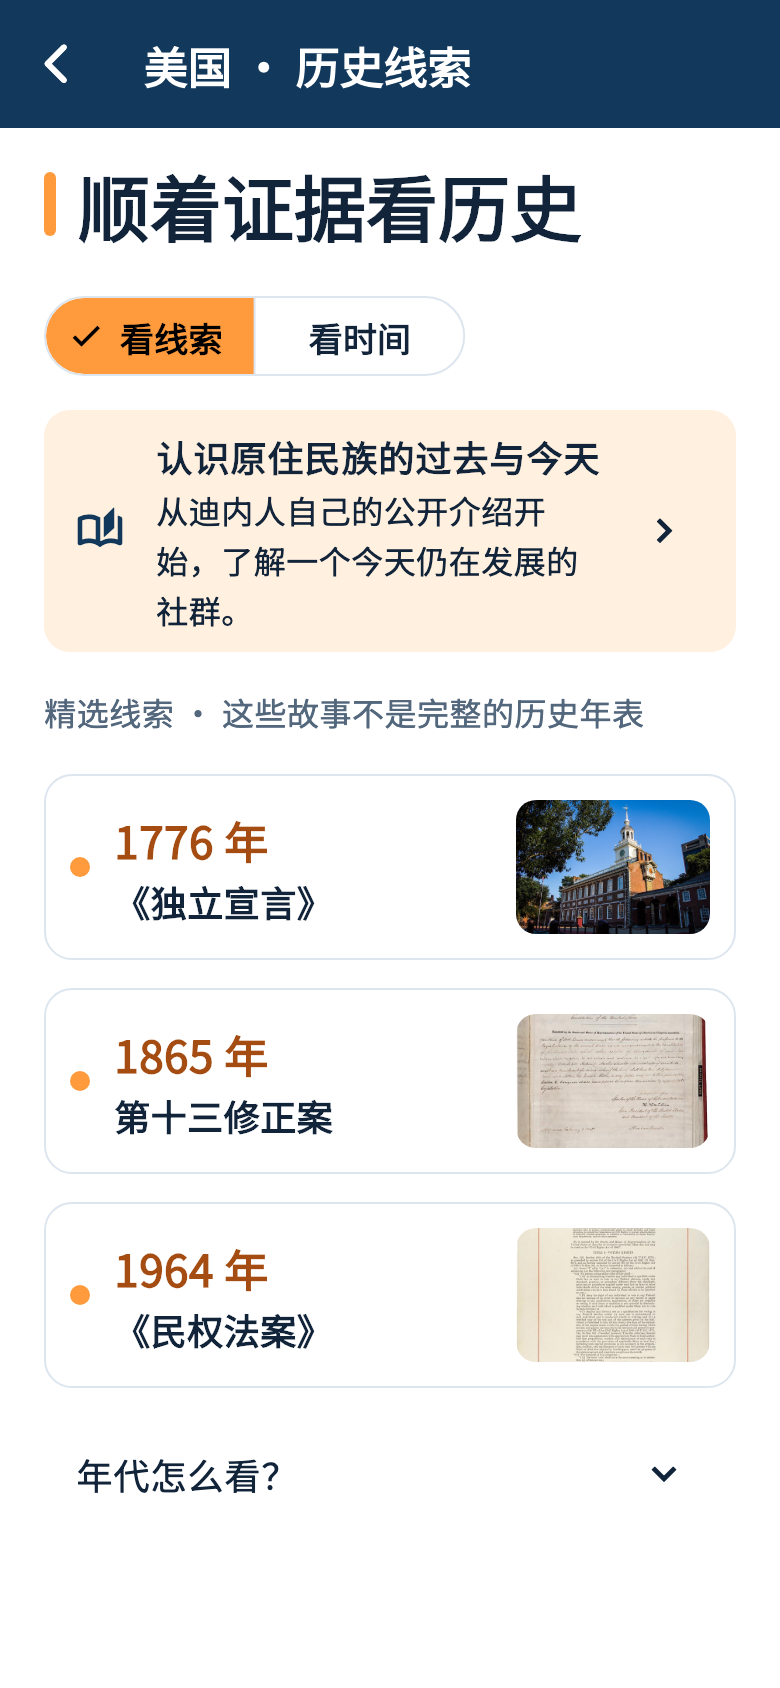 美国 · 历史线索
顺着证据看历史
看线索
看时间
认识原住民族的过去与今天
从迪内人自己的公开介绍开
始，了解一个今天仍在发展的
社群。
精选线索 · 这些故事不是完整的历史年表
1776 年
《独立宣言》
1865 年
第十三修正案
1964 年
《民权法案》
年代怎么看？